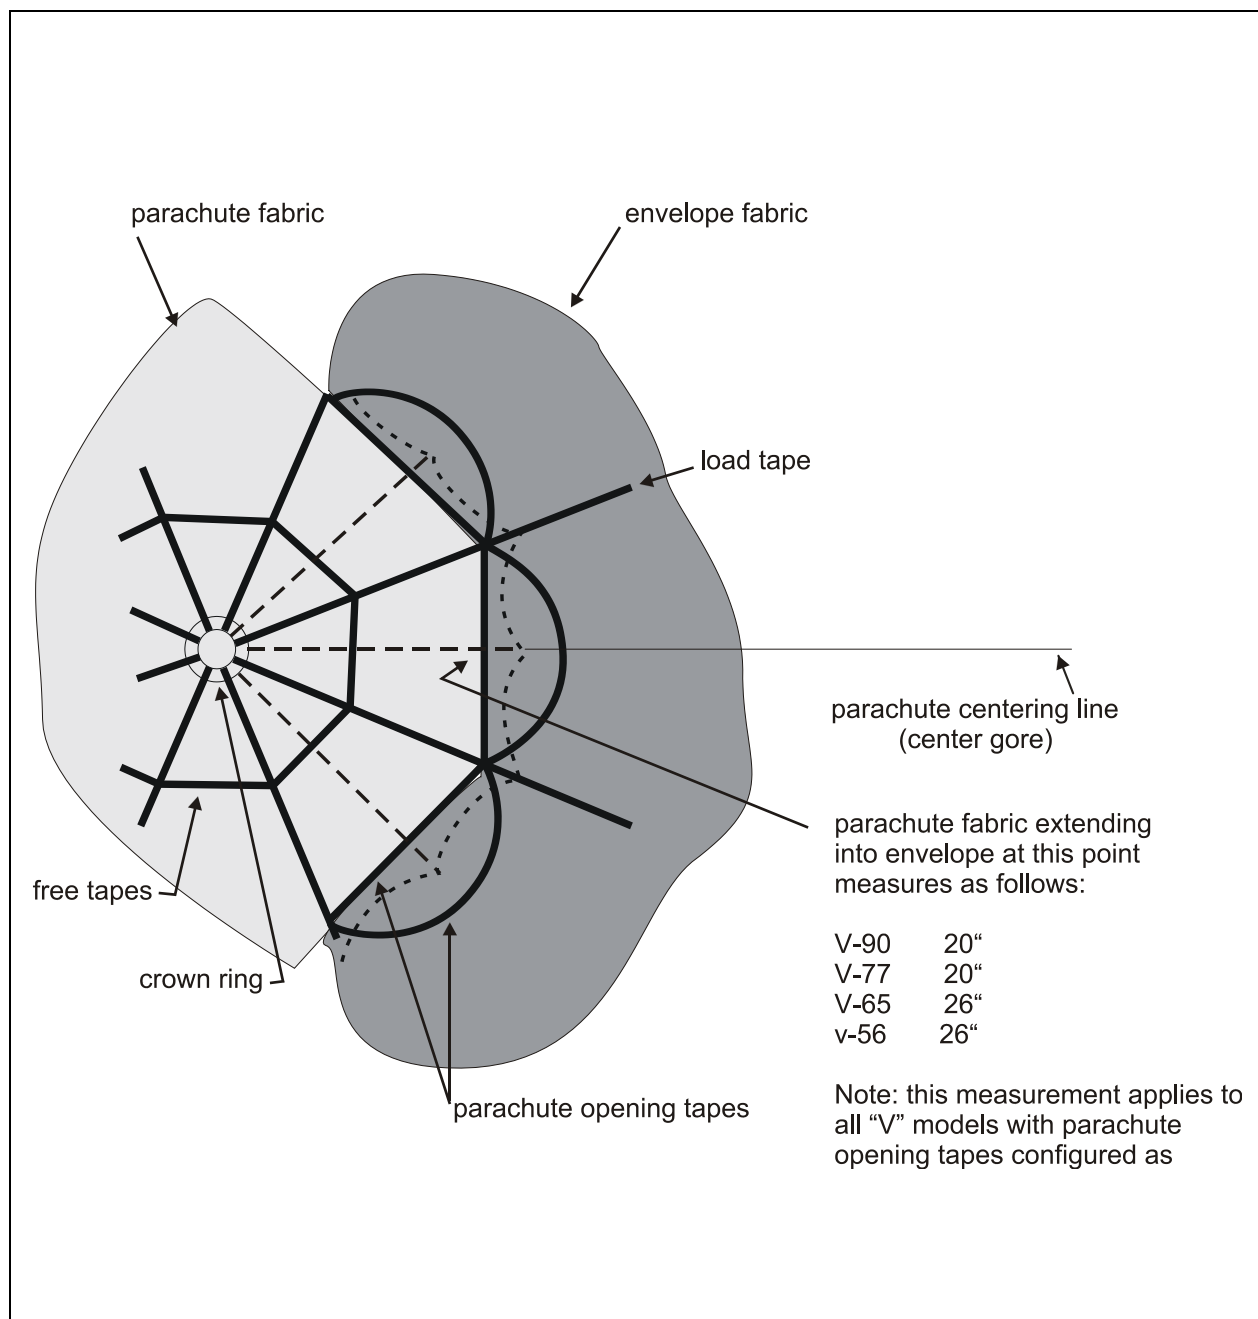 parachute fabric
envelope fabric
load tape
parachute centering line
(center gore)
parachute fabric extending
into envelope at this point
measures as follows:
V-90 20“
V-77 20“
V-65 26“
v-56 26“
Note: this measurement applies to
all “V” models with parachute
opening tapes configured as
free tapes
crown ring
parachute opening tapes